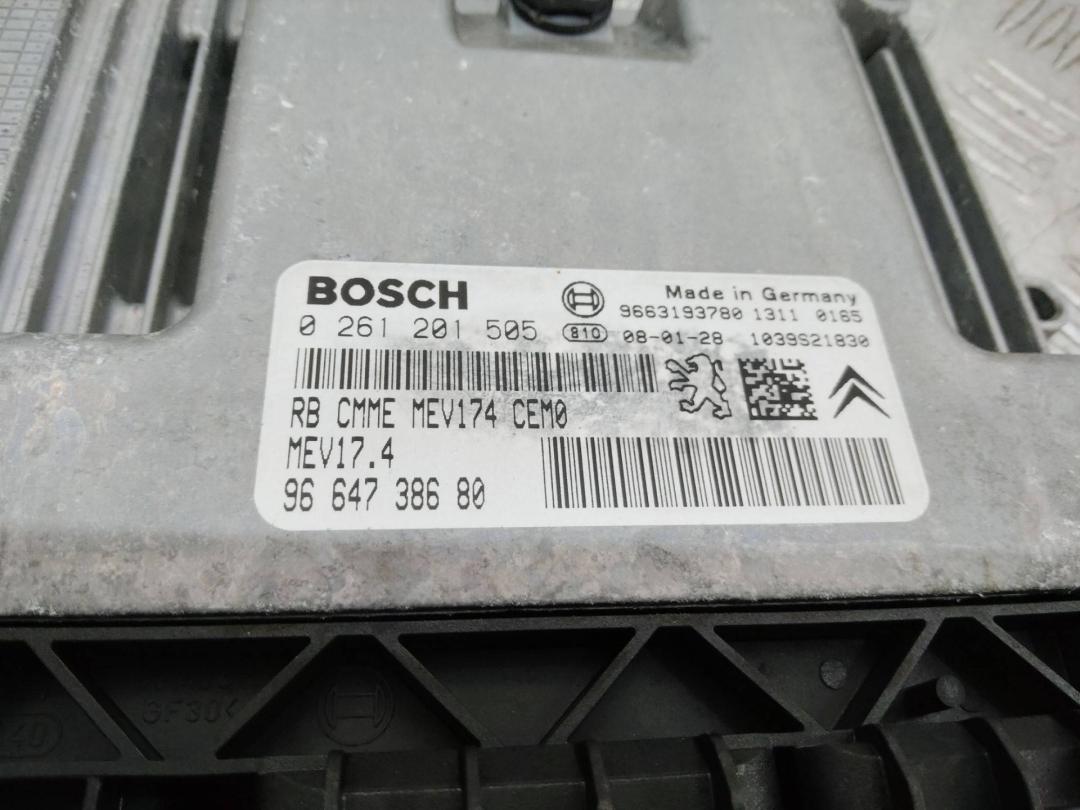 BOSCH
Made in Germany
9663193780 1311 0165
0 261 201 505
810 08-01-28 1039S21830
RB CMME MEV174 CEM0
MEV17.4
96 647 386 80
40